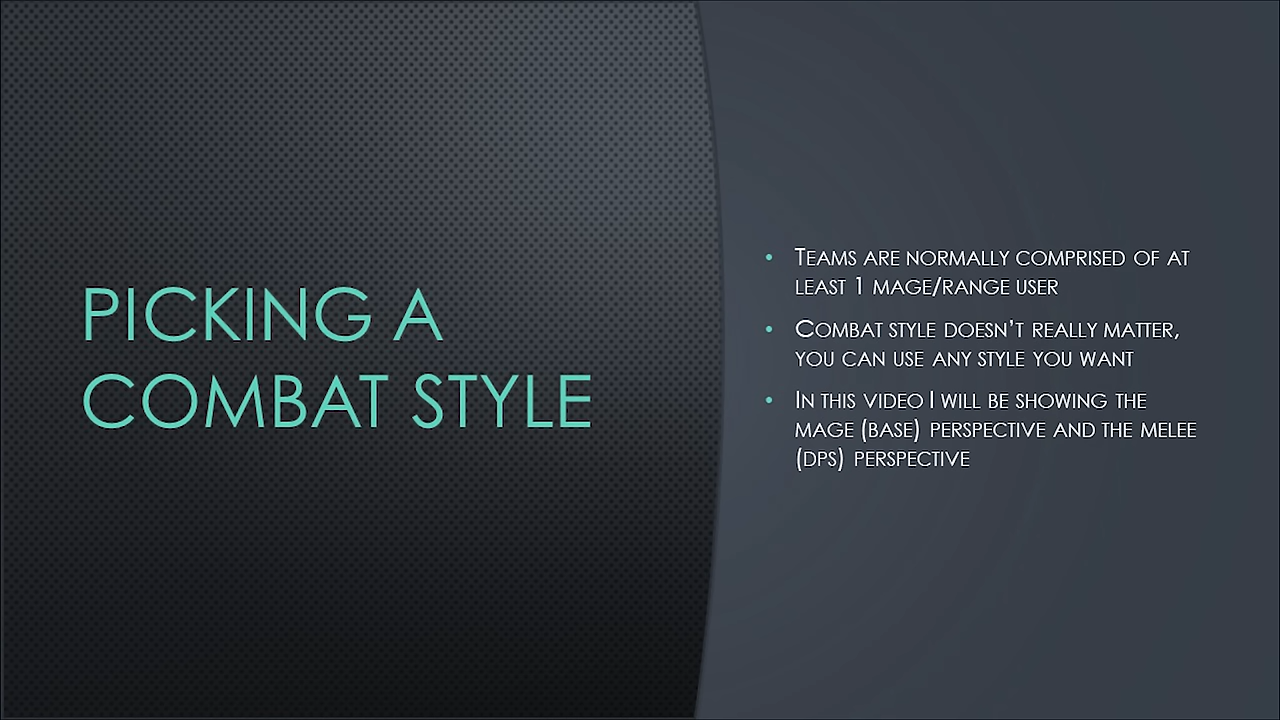 PICKING A
COMBAT STYLE
• TEAMS ARE NORMALLY COMPRISED OF AT
LEAST 1 MAGE/RANGE USER
• COMBAT STYLE DOESN'T REALLY MATTER,
YOU CAN USE ANY STYLE YOU WANT
• IN THIS VIDEO I WILL BE SHOWING THE
MAGE (BASE) PERSPECTIVE AND THE MELEE
(DPS) PERSPECTIVE